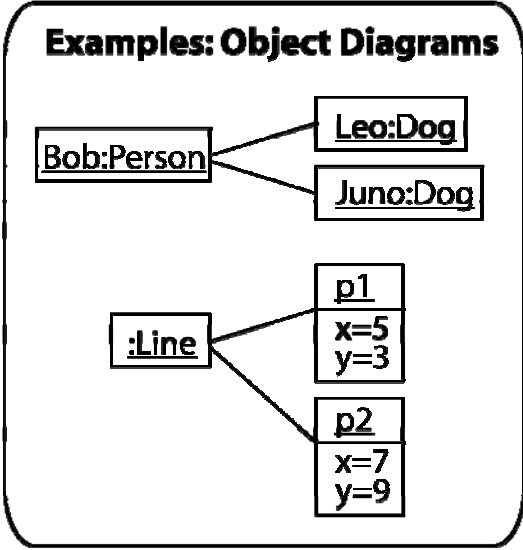 Examples: Object Diagrams
Leo:Dog
Bob:Person
Juno:Dog
p1
x=5
y=3
:Line
p2
x=7
y=9